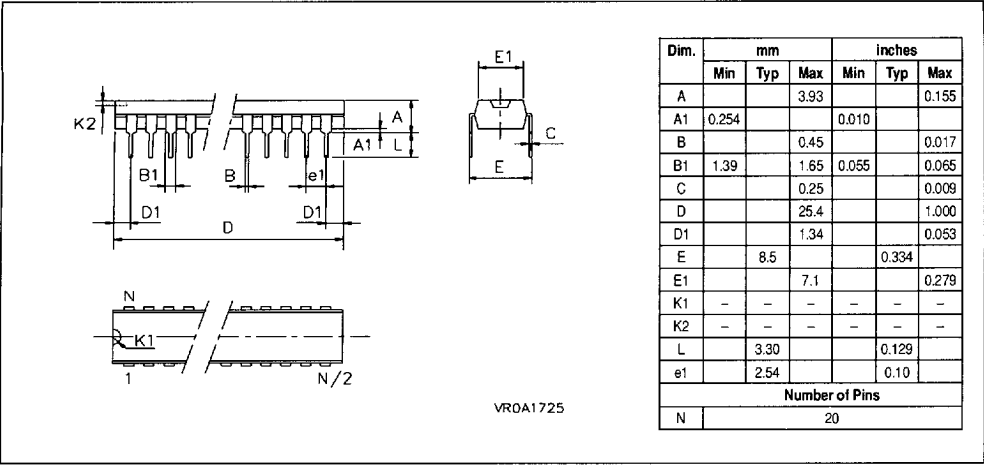 E1
K2
A
A1
L
C
B1
B
e1
E
D1
D1
D
N
K1
1
N/2
VR0A1725
Dim. mm inches
Min Typ Max Min Typ Max
A 3.93 0.155
A1 0.254 0.010
B 0.45 0.017
B1 1.39 1.65 0.055 0.065
C 0.25 0.009
D 25.4 1.000
D1 1.34 0.053
E 8.5 0.334
E1 7.1 0.279
K1 – – – – – –
K2 – – – – – –
L 3.30 0.129
e1 2.54 0.10
Number of Pins
N 20